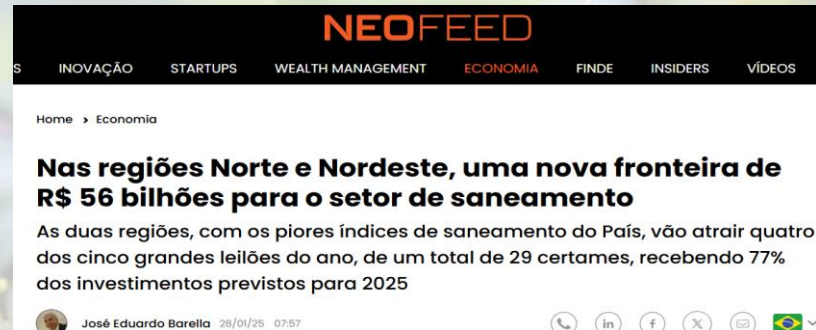 NEOFEED
S INOVAÇÃO STARTUPS WEALTH MANAGEMENT ECONOMIA FINDE INSIDERS VÍDEOS
Home > Economia
Nas regiões Norte e Nordeste, uma nova fronteira de
R$ 56 bilhões para o setor de saneamento
As duas regiões, com os piores índices de saneamento do País, vão atrair quatro
dos cinco grandes leilões do ano, de um total de 29 certames, recebendo 77%
dos investimentos previstos para 2025
José Eduardo Barella 28/01/25 07:57